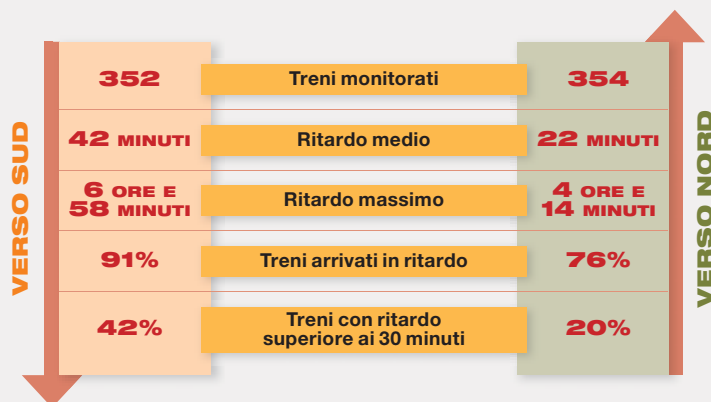 VERSO SUD
352
Treni monitorati
354
42 MINUTI
Ritardo medio
22 MINUTI
6 ORE E
58 MINUTI
Ritardo massimo
4 ORE E
14 MINUTI
91%
Treni arrivati in ritardo
76%
42%
Treni con ritardo
superiore ai 30 minuti
20%
VERSO NORD